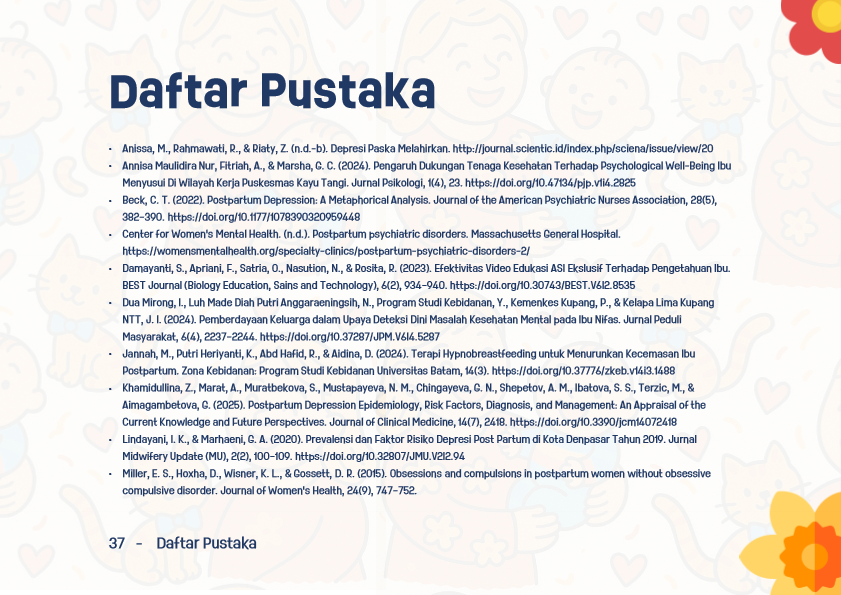 Daftar Pustaka
• Anissa, M., Rahmawati, R., & Riaty, Z. (n.d.-b). Depresi Paska Melahirkan. http://journal.scientic.id/index.php/sciena/issue/view/20
• Annisa Maulidira Nur, Fitriah, A., & Marsha, G. C. (2024). Pengaruh Dukungan Tenaga Kesehatan Terhadap Psychological Well-Being Ibu
Menyusui Di Wilayah Kerja Puskesmas Kayu Tangi. Jurnal Psikologi, 1(4), 23. https://doi.org/10.47134/pjp.v1i4.2825
• Beck, C. T. (2022). Postpartum Depression: A Metaphorical Analysis. Journal of the American Psychiatric Nurses Association, 28(5),
382–390. https://doi.org/10.1177/1078390320959448
• Center for Women's Mental Health. (n.d.). Postpartum psychiatric disorders. Massachusetts General Hospital.
https://womensmentalhealth.org/specialty-clinics/postpartum-psychiatric-disorders-2/
• Damayanti, S., Apriani, F., Satria, O., Nasution, N., & Rosita, R. (2023). Efektivitas Video Edukasi ASI Ekslusif Terhadap Pengetahuan Ibu.
BEST Journal (Biology Education, Sains and Technology), 6(2), 934–940. https://doi.org/10.30743/BEST.V6I2.8535
• Dua Mirong, I., Luh Made Diah Putri Anggaraeningsih, N., Program Studi Kebidanan, Y., Kemenkes Kupang, P., & Kelapa Lima Kupang
NTT, J. I. (2024). Pemberdayaan Keluarga dalam Upaya Deteksi Dini Masalah Kesehatan Mental pada Ibu Nifas. Jurnal Peduli
Masyarakat, 6(4), 2237–2244. https://doi.org/10.37287/JPM.V6I4.5287
• Jannah, M., Putri Heriyanti, K., Abd Hafid, R., & Aidina, D. (2024). Terapi Hypnobreastfeeding untuk Menurunkan Kecemasan Ibu
Postpartum. Zona Kebidanan: Program Studi Kebidanan Universitas Batam, 14(3). https://doi.org/10.37776/zkeb.v14i3.1488
• Khamidullina, Z., Marat, A., Muratbekova, S., Mustapayeva, N. M., Chingayeva, G. N., Shepetov, A. M., Ibatova, S. S., Terzic, M., &
Aimagambetova, G. (2025). Postpartum Depression Epidemiology, Risk Factors, Diagnosis, and Management: An Appraisal of the
Current Knowledge and Future Perspectives. Journal of Clinical Medicine, 14(7), 2418. https://doi.org/10.3390/jcm14072418
• Lindayani, I. K., & Marhaeni, G. A. (2020). Prevalensi dan Faktor Risiko Depresi Post Partum di Kota Denpasar Tahun 2019. Jurnal
Midwifery Update (MU), 2(2), 100–109. https://doi.org/10.32807/JMU.V2I2.94
• Miller, E. S., Hoxha, D., Wisner, K. L., & Gossett, D. R. (2015). Obsessions and compulsions in postpartum women without obsessive
compulsive disorder. Journal of Women's Health, 24(9), 747–752.
37 - Daftar Pustaka